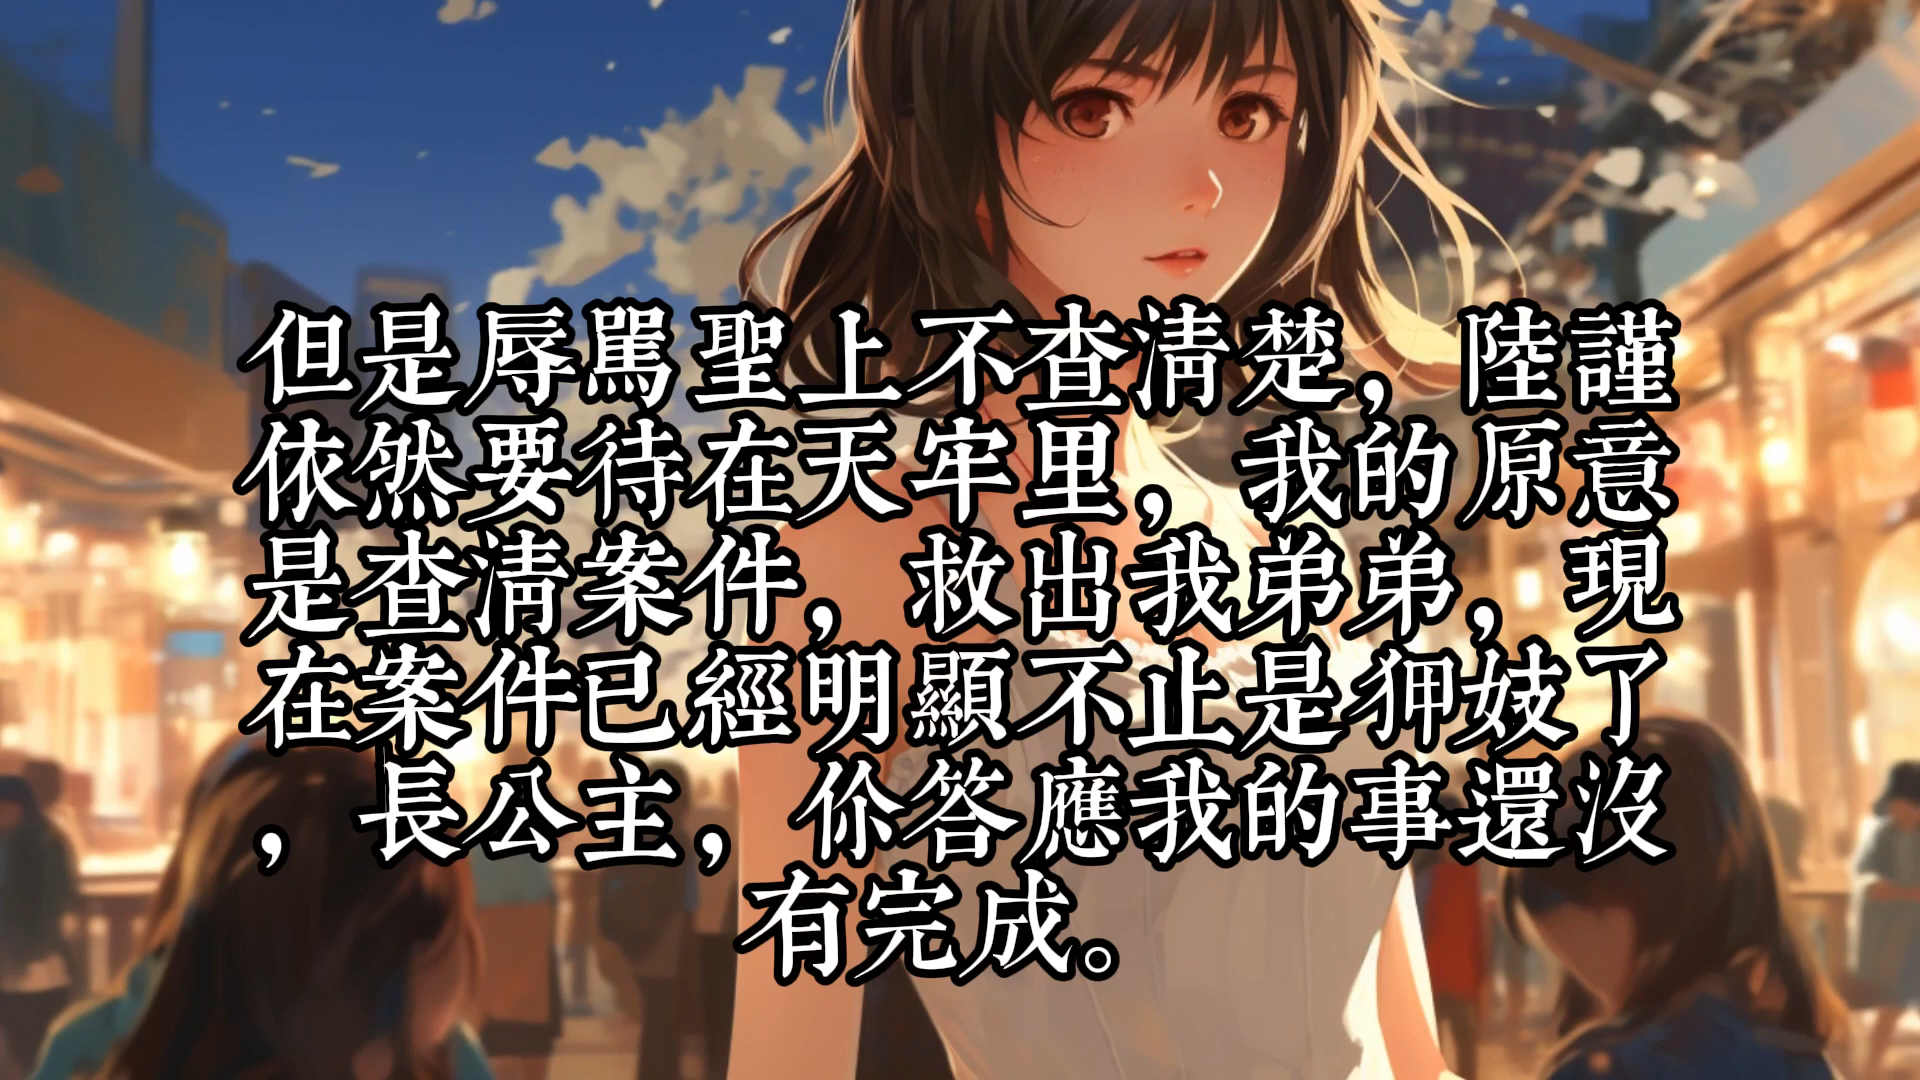 但是辱罵聖上不查清楚，陸謹
依然要待在天牢里，我的原意
是查清案件，救出我弟弟，現
在案件已經明顯不止是狎妓了
，長公主，你答應我的事還沒
有完成。